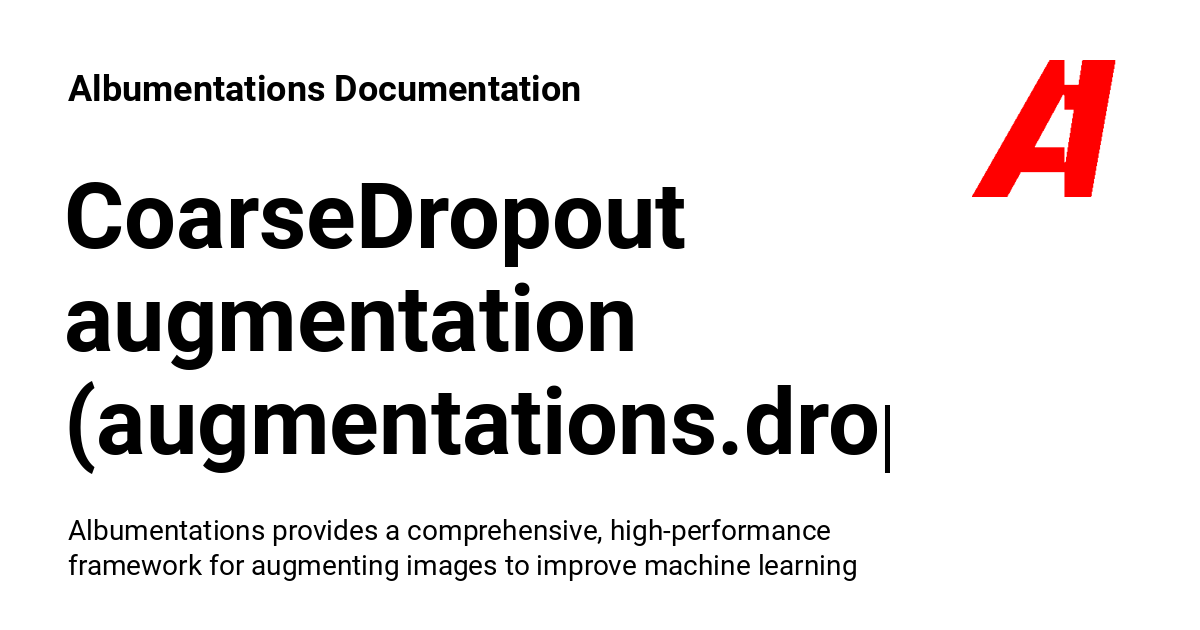 Albumentations Documentation
CoarseDropout
augmentation
(augmentations.dro
Albumentations provides a comprehensive, high-performance
framework for augmenting images to improve machine learning